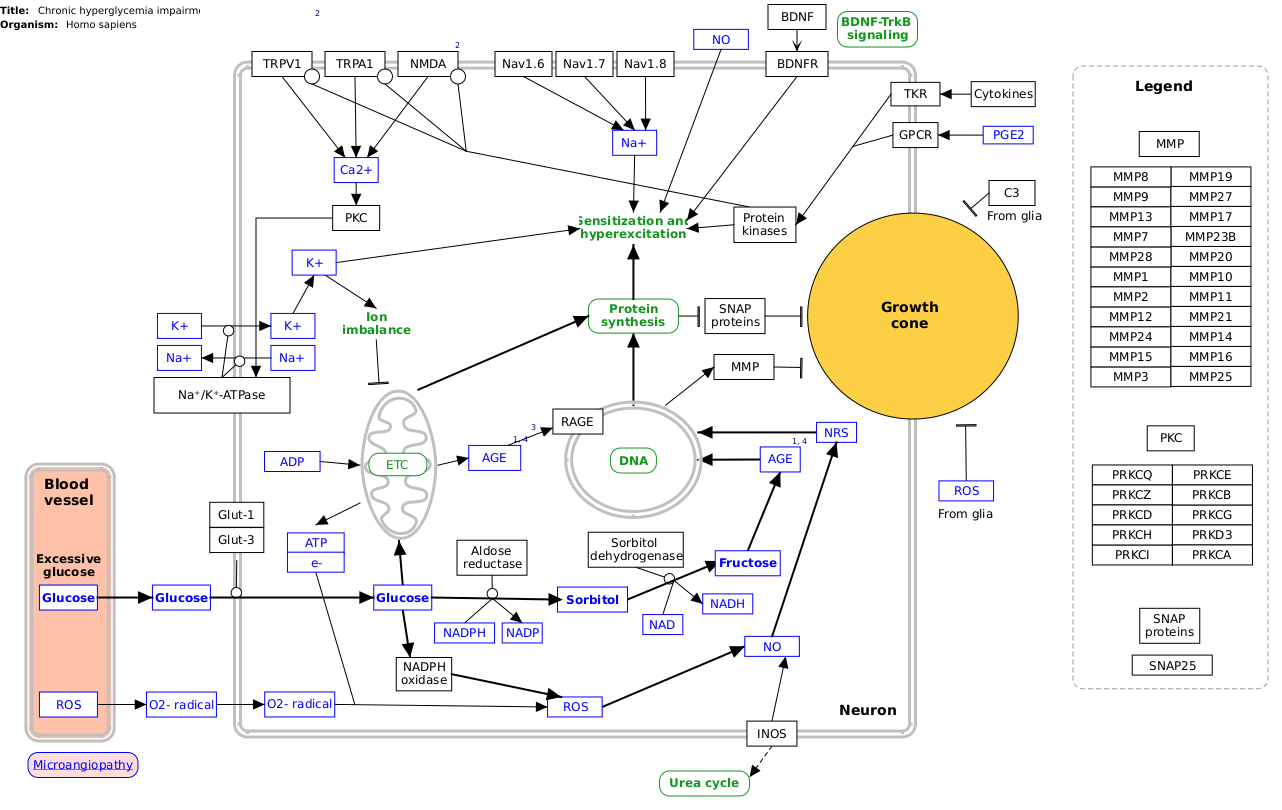 Title: Chronic hyperglycemia impairme
Organism: Homo sapiens
2
BDNF
BDNF-TrkB
signaling
NO
2
TRPV1
TRPA1
NMDA
Nav1.6
Nav1.7
Nav1.8
BDNFR
TKR
Cytokines
GPCR
PGE2
Na+
Ca2+
PKC
C3
From glia
Protein
kinases
Sensitization and
hyperexcitation
K+
K+
K+
Ion
imbalance
Na+
Na+
Na⁺/K⁺-ATPase
Protein
synthesis
SNAP
proteins
Growth
cone
MMP
RAGE
3
1, 4
AGE
ADP
ETC
DNA
NRS
1, 4
AGE
ROS
From glia
Blood
vessel
Excessive
glucose
Glut-1
Glut-3
ATP
e-
Aldose
reductase
Sorbitol
dehydrogenase
Fructose
Glucose
Glucose
Glucose
Sorbitol
NADPH
NADP
NAD
NADH
NADPH
oxidase
NO
ROS
O2- radical
O2- radical
ROS
Neuron
INOS
Microangiopathy
Urea cycle
Legend
MMP
MMP8 MMP19
MMP9 MMP27
MMP13 MMP17
MMP7 MMP23B
MMP28 MMP20
MMP1 MMP10
MMP2 MMP11
MMP12 MMP21
MMP24 MMP14
MMP15 MMP16
MMP3 MMP25
PKC
PRKCQ PRKCE
PRKCZ PRKCB
PRKCD PRKCG
PRKCH PRKD3
PRKCI PRKCA
SNAP
proteins
SNAP25